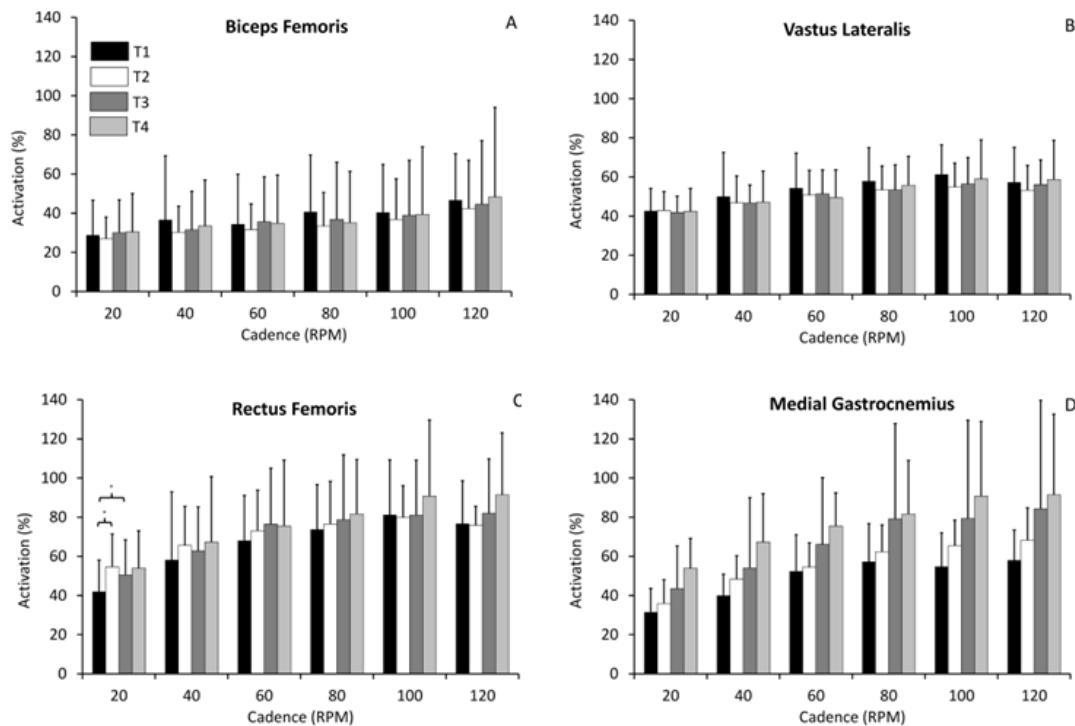 Biceps Femoris
A
140
120
100
80
60
40
20
0
Activation (%)
T1
T2
T3
T4
20 40 60 80 100 120
Cadence (RPM)
Vastus Lateralis
B
140
120
100
80
60
40
20
0
Activation (%)
20 40 60 80 100 120
Cadence (RPM)
Rectus Femoris
C
140
120
100
80
60
40
20
0
Activation (%)
20 40 60 80 100 120
Cadence (RPM)
Medial Gastrocnemius
D
140
120
100
80
60
40
20
0
Activation (%)
20 40 60 80 100 120
Cadence (RPM)